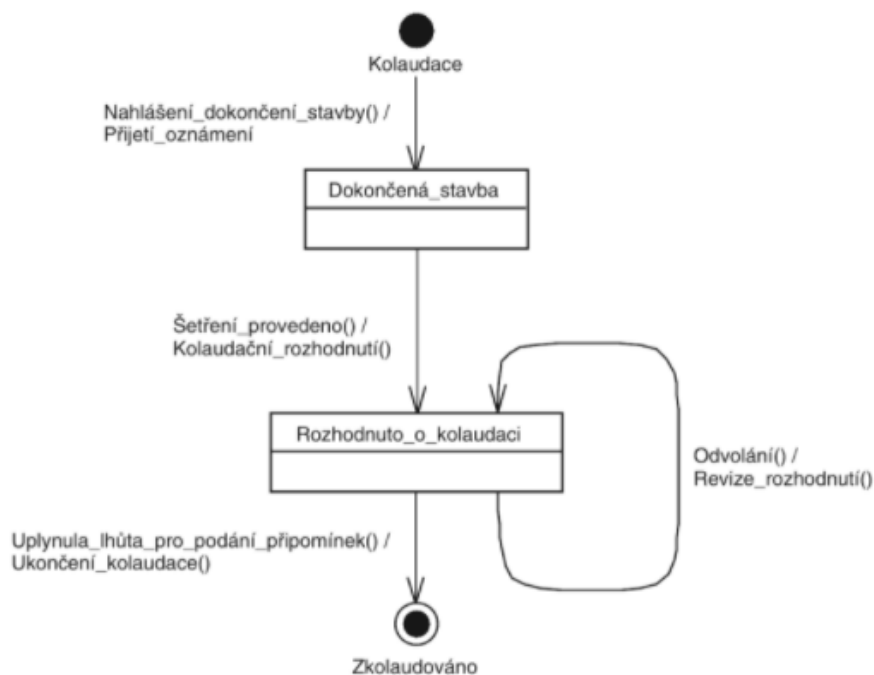 Kolaudace
Nahlášení_dokončení_stavby() /
Přijetí_oznámení
Dokončená_stavba
Šetření_provedeno() /
Kolaudační_rozhodnutí()
Rozhodnuto_o_kolaudaci
Odvolání() /
Revize_rozhodnutí()
Uplynula_lhůta_pro_podání_připomínek() /
Ukončení_kolaudace()
Zkolaudováno